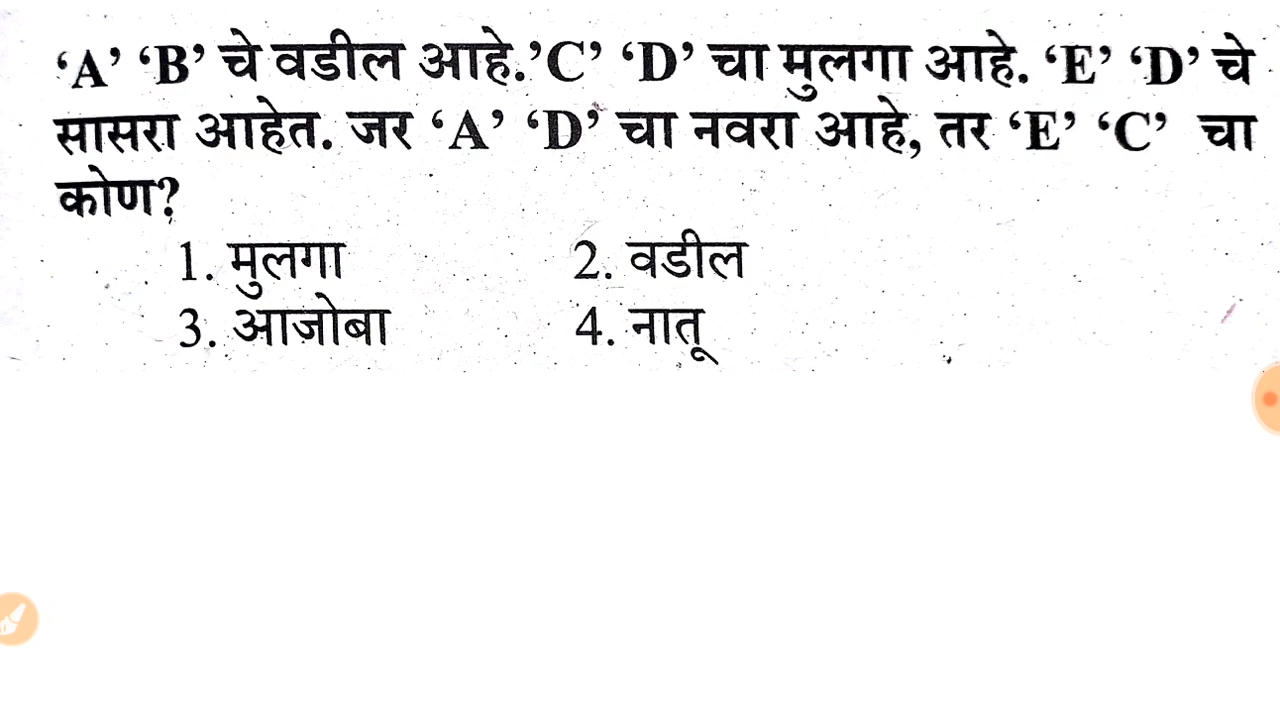 ‘A’ ‘B’ चे वडील आहे.’C’ ‘D’ चा मुलगा आहे. ‘E’ ‘D’ चे
सासरा आहेत. जर ‘A’ ‘D’ चा नवरा आहे, तर ‘E’ ‘C’ चा
कोण?
1. मुलगा 2. वडील
3. आजोबा 4. नातू